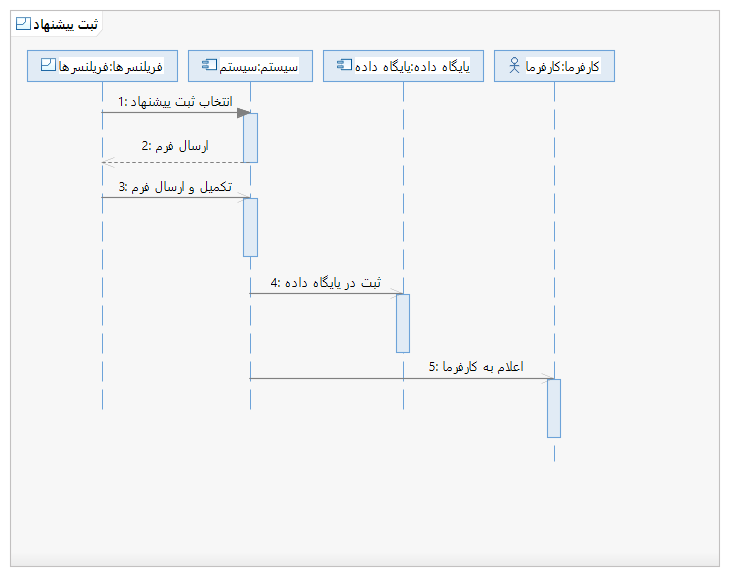 ثبت پیشنهاد
فریلنسرها:فریلنسرها
سیستم:سیستم
پایگاه داده:پایگاه داده
کارفرما:کارفرما
1: انتخاب ثبت پیشنهاد
2: ارسال فرم
3: تکمیل و ارسال فرم
4: ثبت در پایگاه داده
5: اعلام به کارفرما